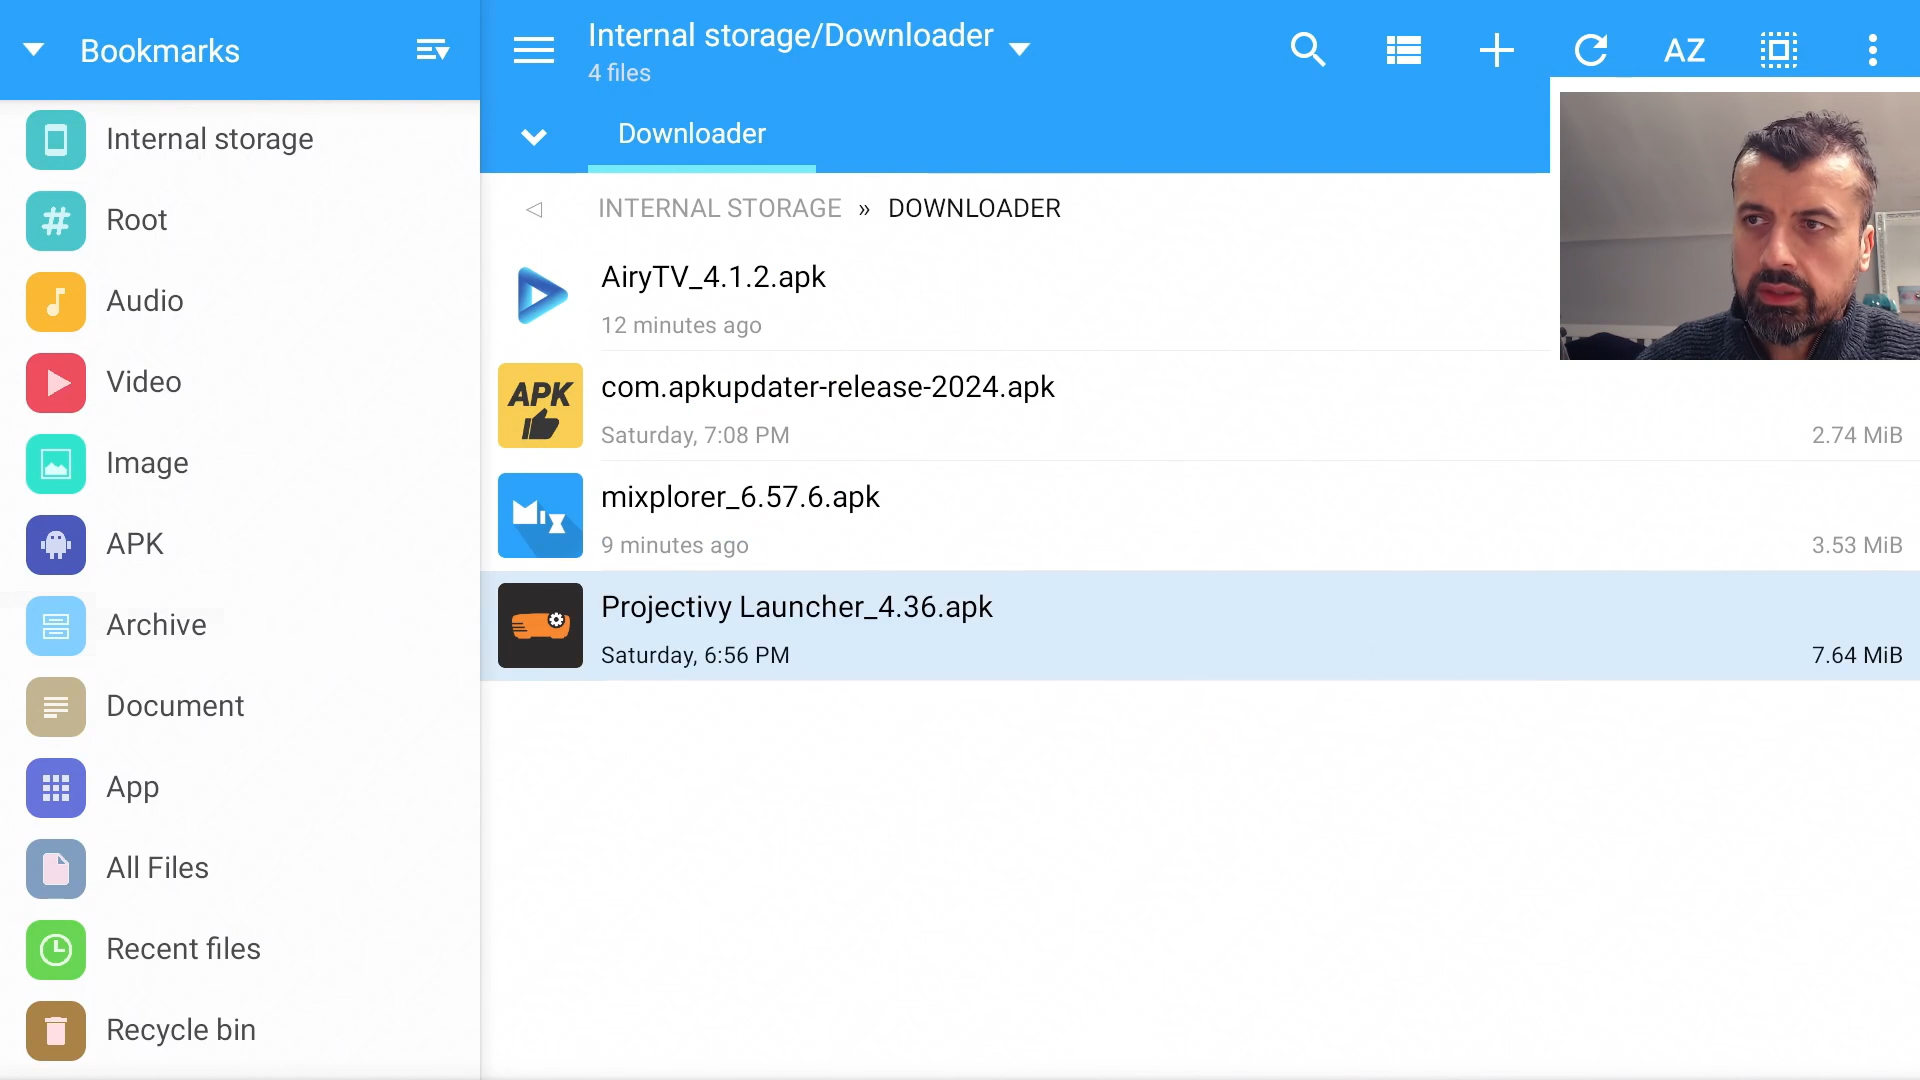 Bookmarks
Internal storage
Root
Audio
Video
Image
APK
Archive
Document
App
All Files
Recent files
Recycle bin
Internal storage/Downloader
4 files
AZ
Downloader
INTERNAL STORAGE » DOWNLOADER
AiryTV_4.1.2.apk
12 minutes ago
APK
com.apkupdater-release-2024.apk
Saturday, 7:08 PM
2.74 MiB
MiX
mixplorer_6.57.6.apk
9 minutes ago
3.53 MiB
Projectivy Launcher_4.36.apk
Saturday, 6:56 PM
7.64 MiB